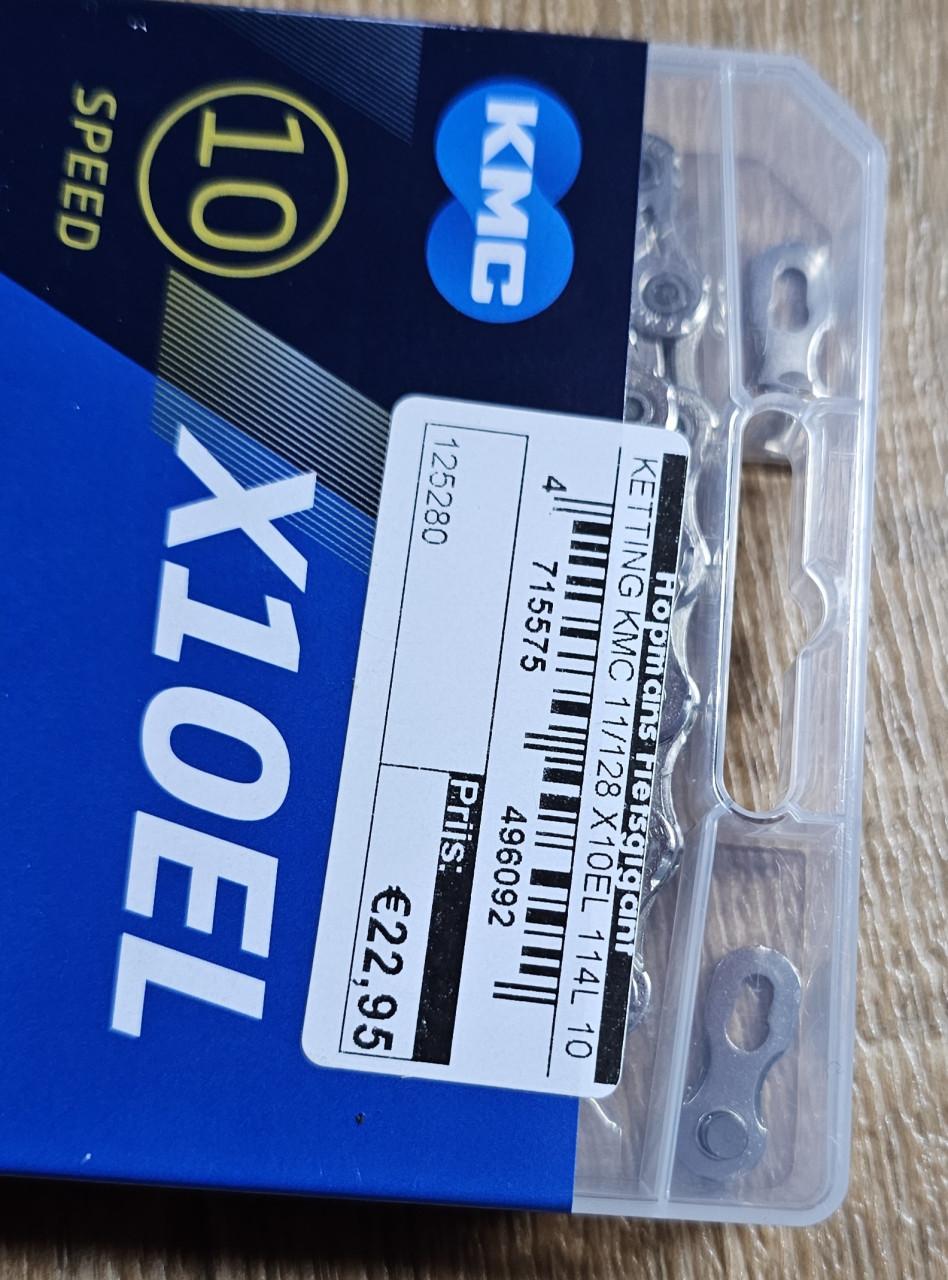 KMC
10
SPEED
X10EL
Hopmans Fietsgigant
KETTING KMC 11/128 X10EL 114L 10
4 715575 496092
125280
Prijs:
€22,95